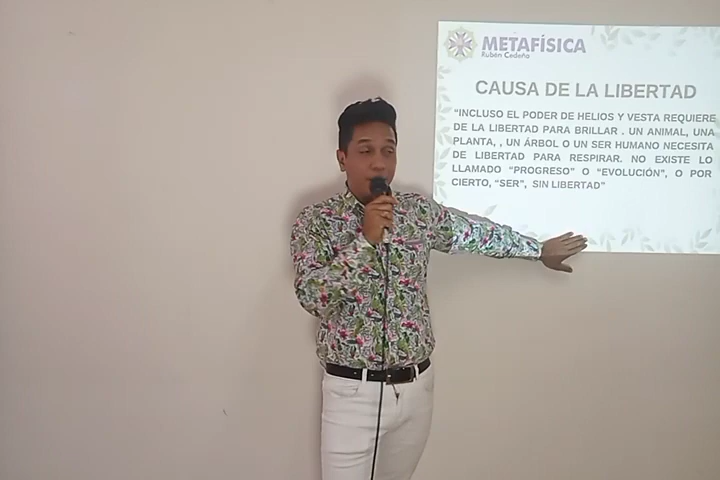 METAFÍSICA
Rubén Cedeño
CAUSA DE LA LIBERTAD
“INCLUSO EL PODER DE HELIOS Y VESTA REQUIERE
DE LA LIBERTAD PARA BRILLAR . UN ANIMAL, UNA
PLANTA, , UN ÁRBOL O UN SER HUMANO NECESITA
DE LIBERTAD PARA RESPIRAR. NO EXISTE LO
LLAMADO “PROGRESO” O “EVOLUCIÓN”, O POR
CIERTO, “SER”, SIN LIBERTAD”